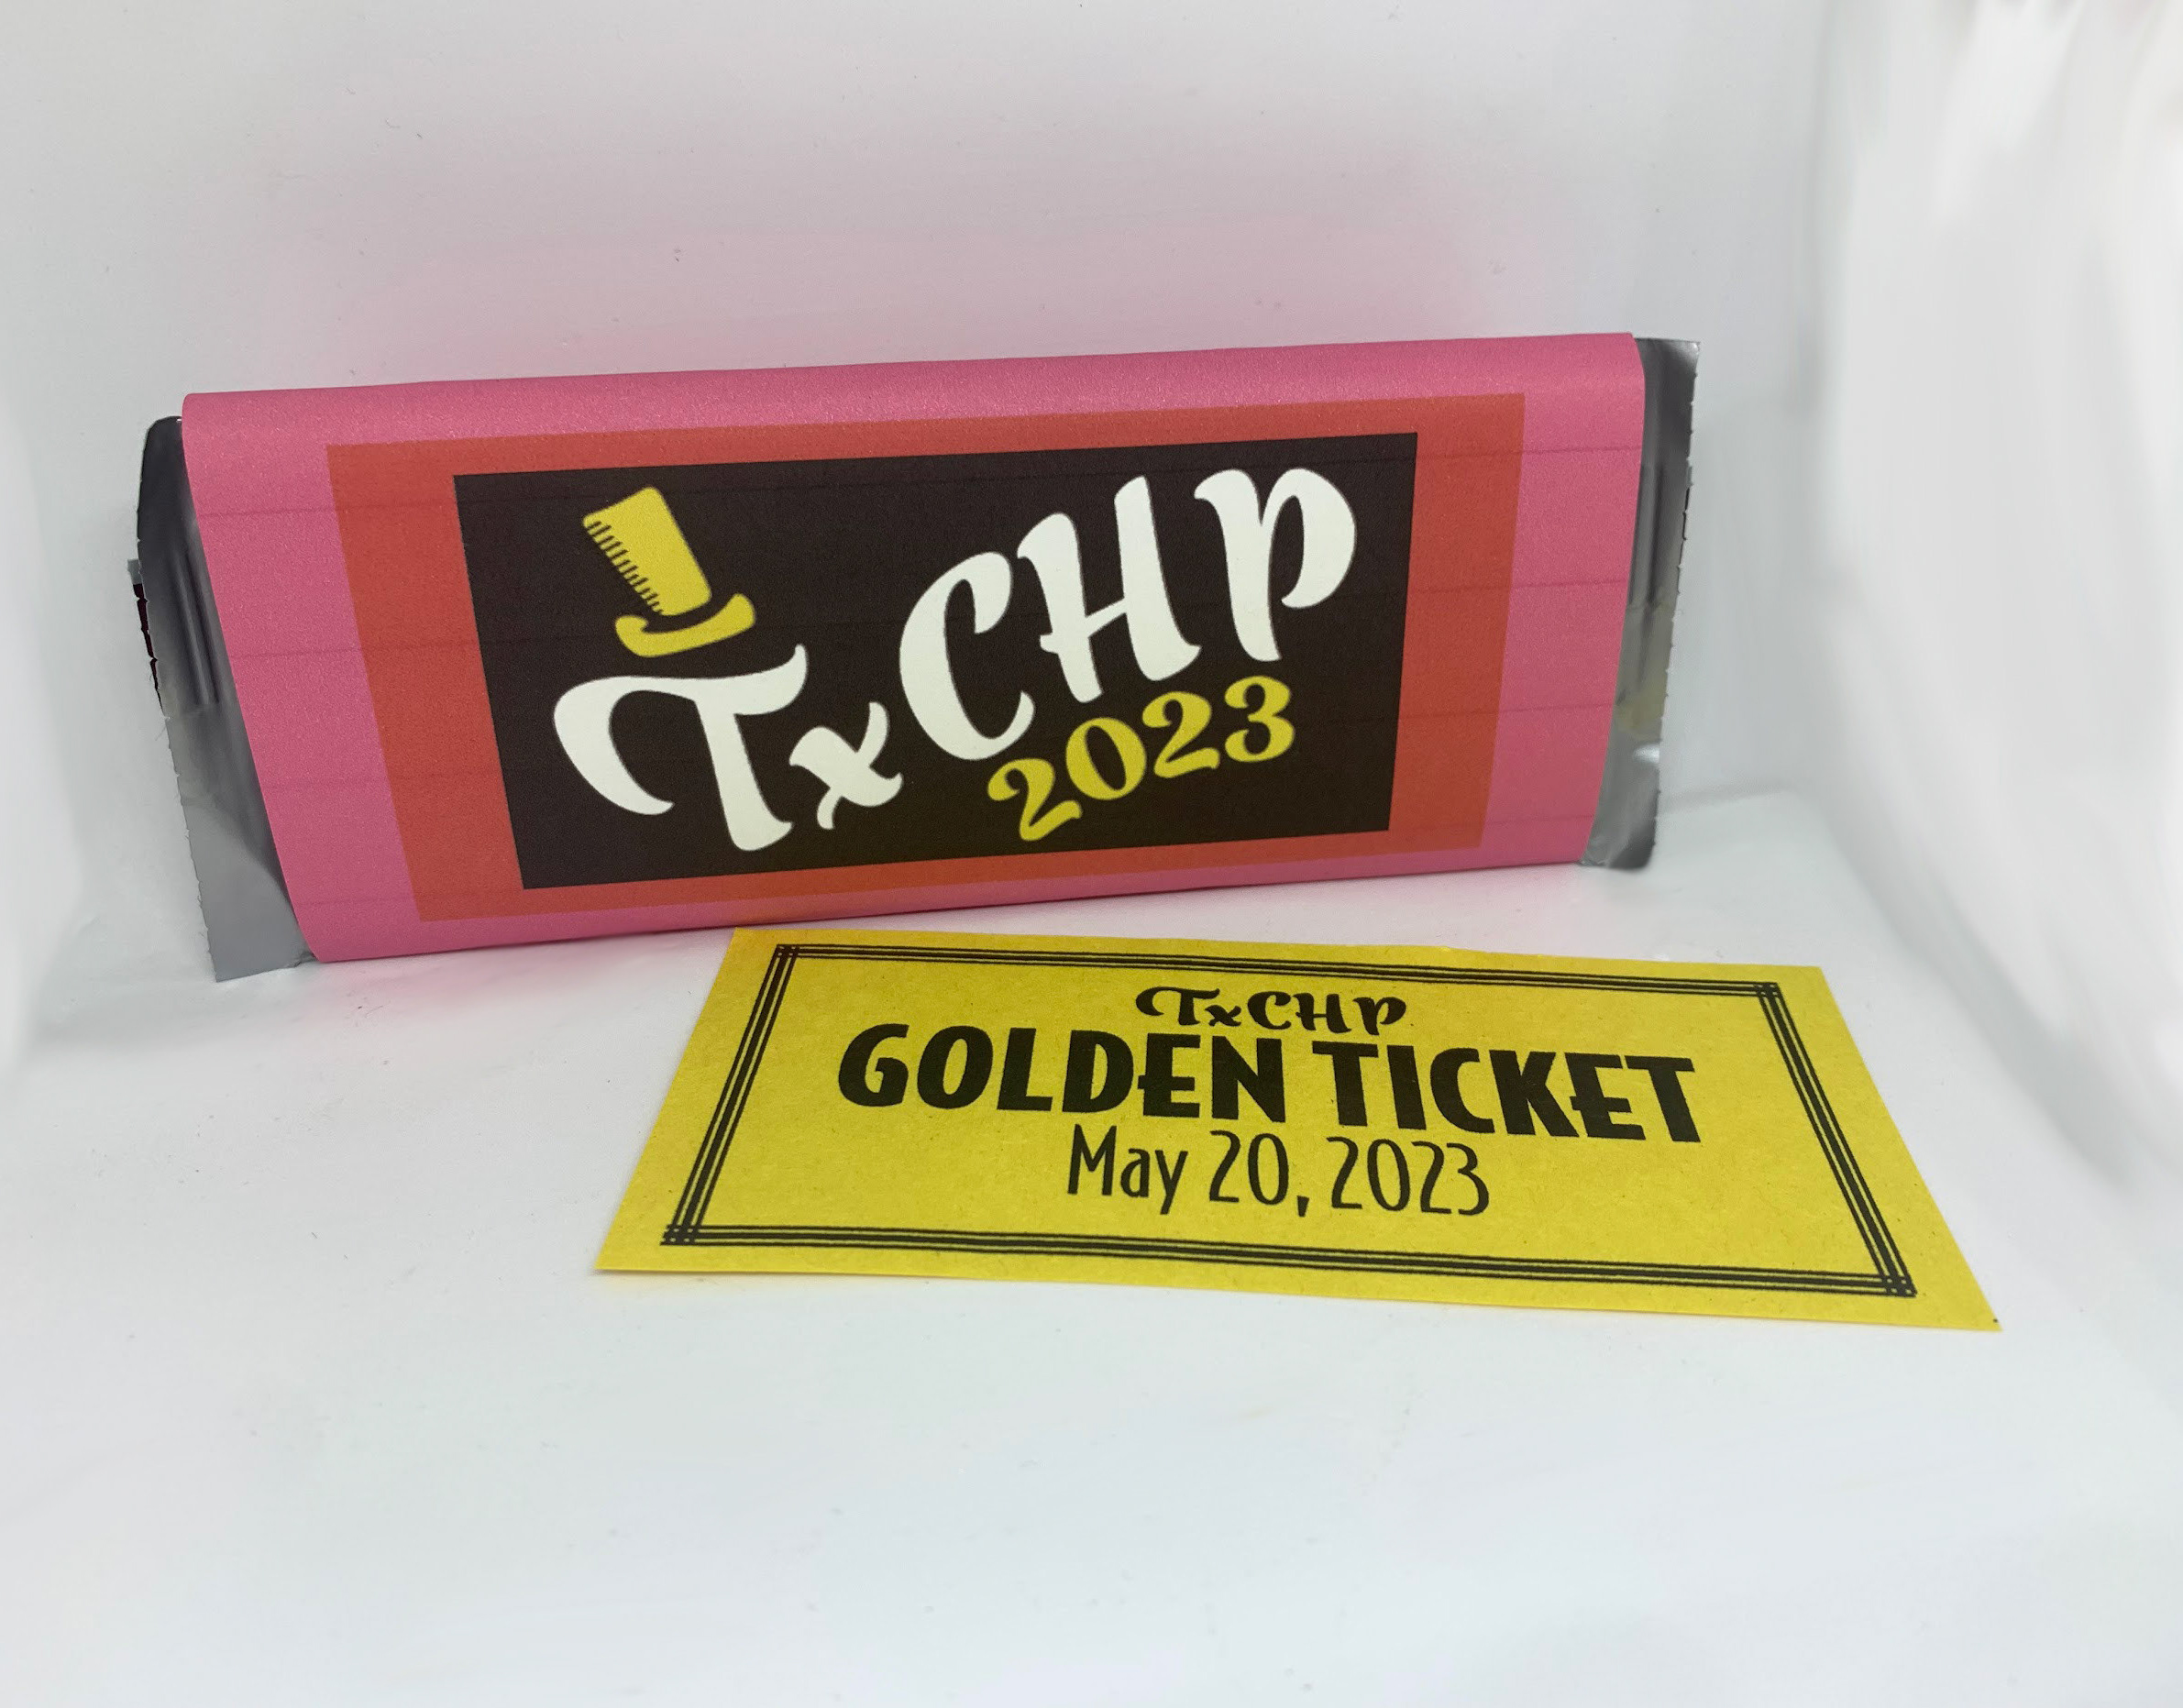 TxCHP
2023
TxCHP
GOLDEN TICKET
May 20, 2023